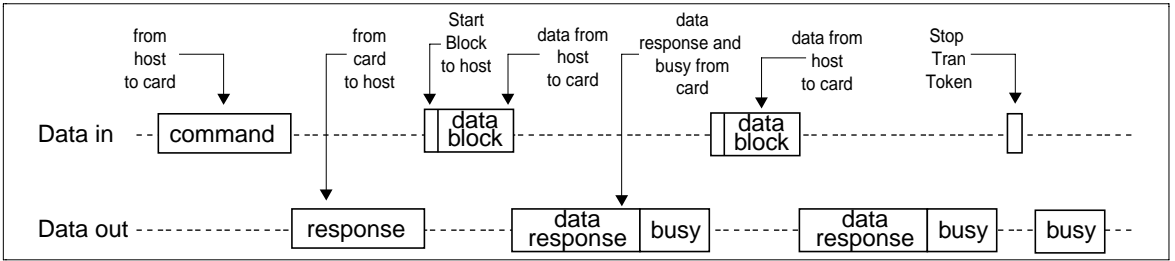 from
host
to card
from
card
to host
Start
Block
to host
data from
host
to card
data
response and
busy from
card
data from
host
to card
Stop
Tran
Token
Data in
command
data
block
data
block
Data out
response
data
response
busy
data
response
busy
busy